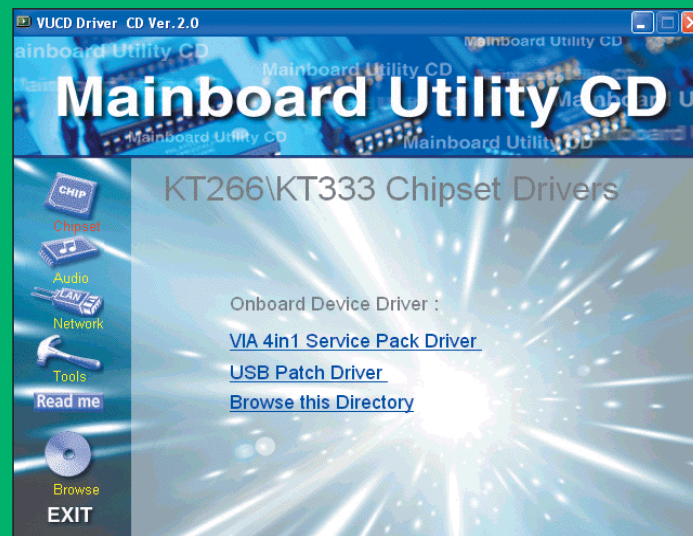 VUCD Driver CD Ver.2.0
ainboard Utility CD
Mainboard Utility CD
Mainboard Utility CD
Mainboard Utility CD
Mainboard Utility CD
Mainboard Utility CD
KT266\KT333 Chipset Drivers
CHIP
Chipset
Audio
LAN
Network
Tools
Read me
Browse
EXIT
Onboard Device Driver :
VIA 4in1 Service Pack Driver
USB Patch Driver
Browse this Directory